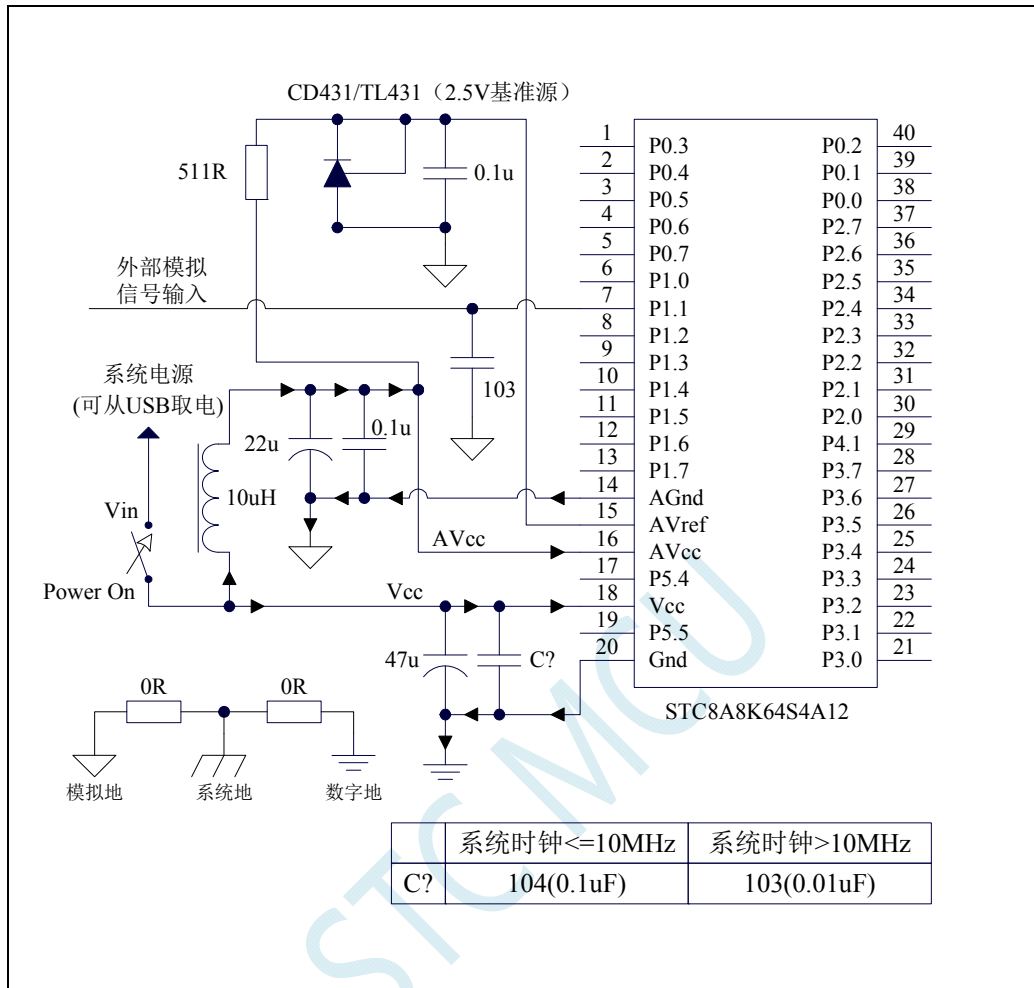 CD431/TL431（2.5V基准源）
511R
0.1u
外部模拟
信号输入
103
系统电源
(可从USB取电)
22u
0.1u
10uH
Vin
Power On
AVcc
Vcc
47u
C?
1 P0.3 P0.2 40
2 P0.4 P0.1 39
3 P0.5 P0.0 38
4 P0.6 P2.7 37
5 P0.7 P2.6 36
6 P1.0 P2.5 35
7 P1.1 P2.4 34
8 P1.2 P2.3 33
9 P1.3 P2.2 32
10 P1.4 P2.1 31
11 P1.5 P2.0 30
12 P1.6 P4.1 29
13 P1.7 P3.7 28
14 AGnd P3.6 27
15 AVref P3.5 26
16 AVcc P3.4 25
17 P5.4 P3.3 24
18 Vcc P3.2 23
19 P5.5 P3.1 22
20 Gnd P3.0 21
STC8A8K64S4A12
0R 0R
模拟地 系统地 数字地
系统时钟<=10MHz 系统时钟>10MHz
C? 104(0.1uF) 103(0.01uF)
STC MCU